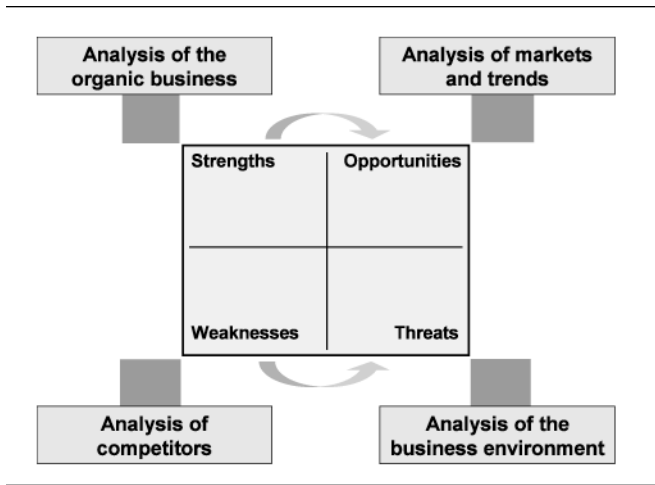 Analysis of the
organic business
Analysis of markets
and trends
Strengths
Opportunities
Weaknesses
Threats
Analysis of
competitors
Analysis of the
business environment